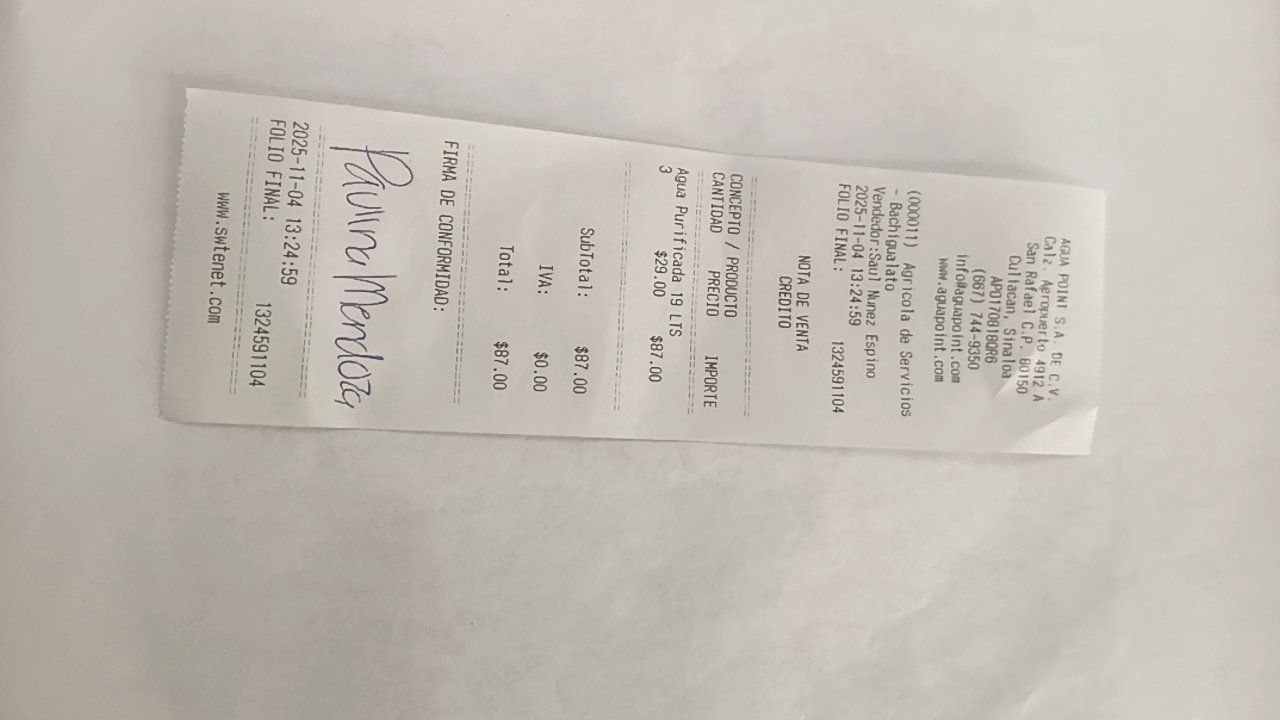 AGUA POINT S.A. DE C.V.
Calz. Aeropuerto 4912 A
San Rafael C.P. 80150
Culiacan, Sinaloa
APO170818QR6
(667) 744-9350
info@aguapoint.com
www.aguapoint.com
(000011) Agricola de Servicios
- Bachigualato
Vendedor:Saul Nunez Espino
2025-11-04 13:24:59
FOLIO FINAL: 1324591104
NOTA DE VENTA
CREDITO
CONCEPTO / PRODUCTO
CANTIDAD PRECIO IMPORTE
Agua Purificada 19 LTS
3 $29.00 $87.00
SubTotal: $87.00
IVA: $0.00
Total: $87.00
FIRMA DE CONFORMIDAD:
Paulina Mendoza
2025-11-04 13:24:59
FOLIO FINAL: 1324591104
www.swtenet.com